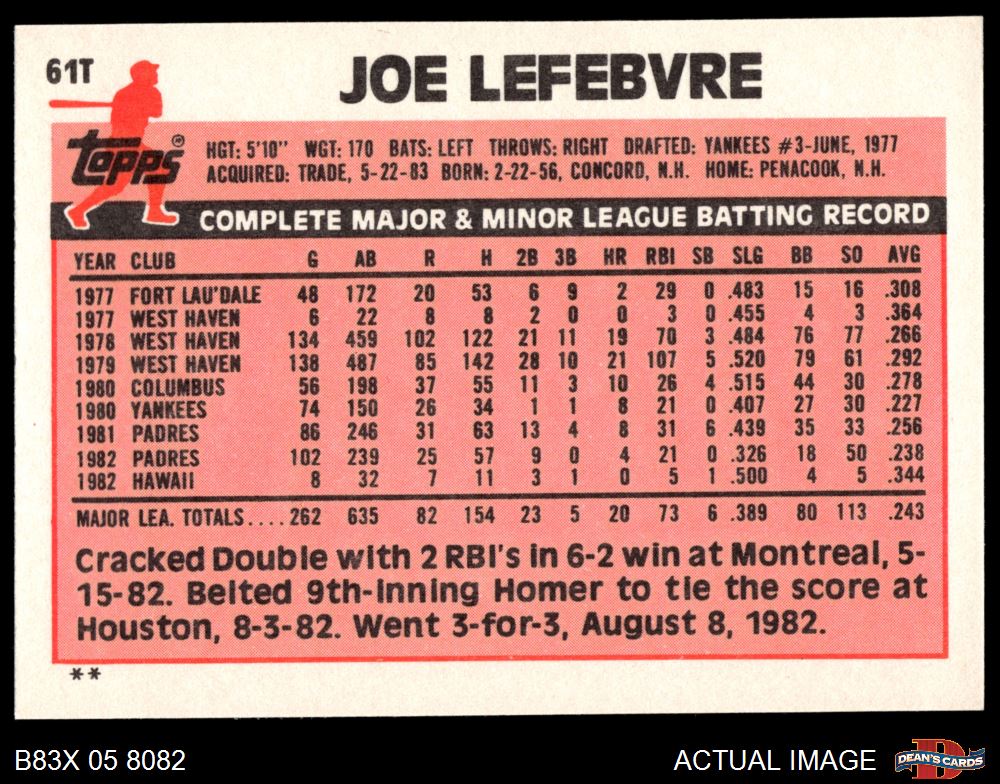 61T
JOE LEFEBVRE
Topps ®
HGT: 5'10" WGT: 170 BATS: LEFT THROWS: RIGHT DRAFTED: YANKEES #3-JUNE, 1977
ACQUIRED: TRADE, 5-22-83 BORN: 2-22-56, CONCORD, N.H. HOME: PENACOOK, N.H.
COMPLETE MAJOR & MINOR LEAGUE BATTING RECORD
YEAR CLUB G AB R H 2B 3B HR RBI SB SLG BB SO AVG
1977 FORT LAU'DALE 48 172 20 53 6 9 2 29 0 .483 15 16 .308
1977 WEST HAVEN 6 22 8 8 2 0 0 3 0 .455 4 3 .364
1978 WEST HAVEN 134 459 102 122 21 11 19 70 3 .484 76 77 .266
1979 WEST HAVEN 138 487 85 142 28 10 21 107 5 .520 79 61 .292
1980 COLUMBUS 56 198 37 55 11 3 10 26 4 .515 44 30 .278
1980 YANKEES 74 150 26 34 1 1 8 21 0 .407 27 30 .227
1981 PADRES 86 246 31 63 13 4 8 31 6 .439 35 33 .256
1982 PADRES 102 239 25 57 9 0 4 21 0 .326 18 50 .238
1982 HAWAII 8 32 7 11 3 1 0 5 1 .500 4 5 .344
MAJOR LEA. TOTALS.... 262 635 82 154 23 5 20 73 6 .389 80 113 .243
Cracked Double with 2 RBI's in 6-2 win at Montreal, 5-
15-82. Belted 9th-inning Homer to tie the score at
Houston, 8-3-82. Went 3-for-3, August 8, 1982.
**
B83X 05 8082
ACTUAL IMAGE
D DEAN'S CARDS